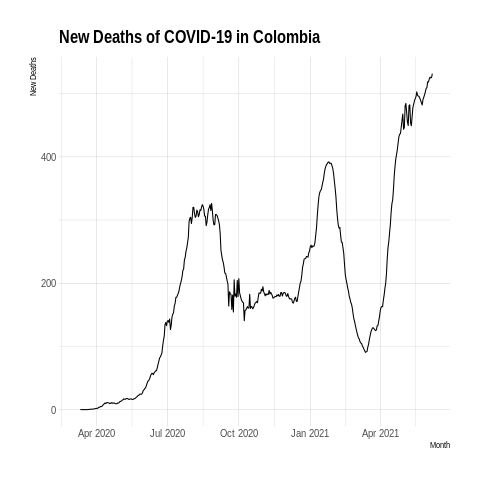 New Deaths of COVID-19 in Colombia
New Deaths
400
200
0
Apr 2020 Jul 2020 Oct 2020 Jan 2021 Apr 2021
Month